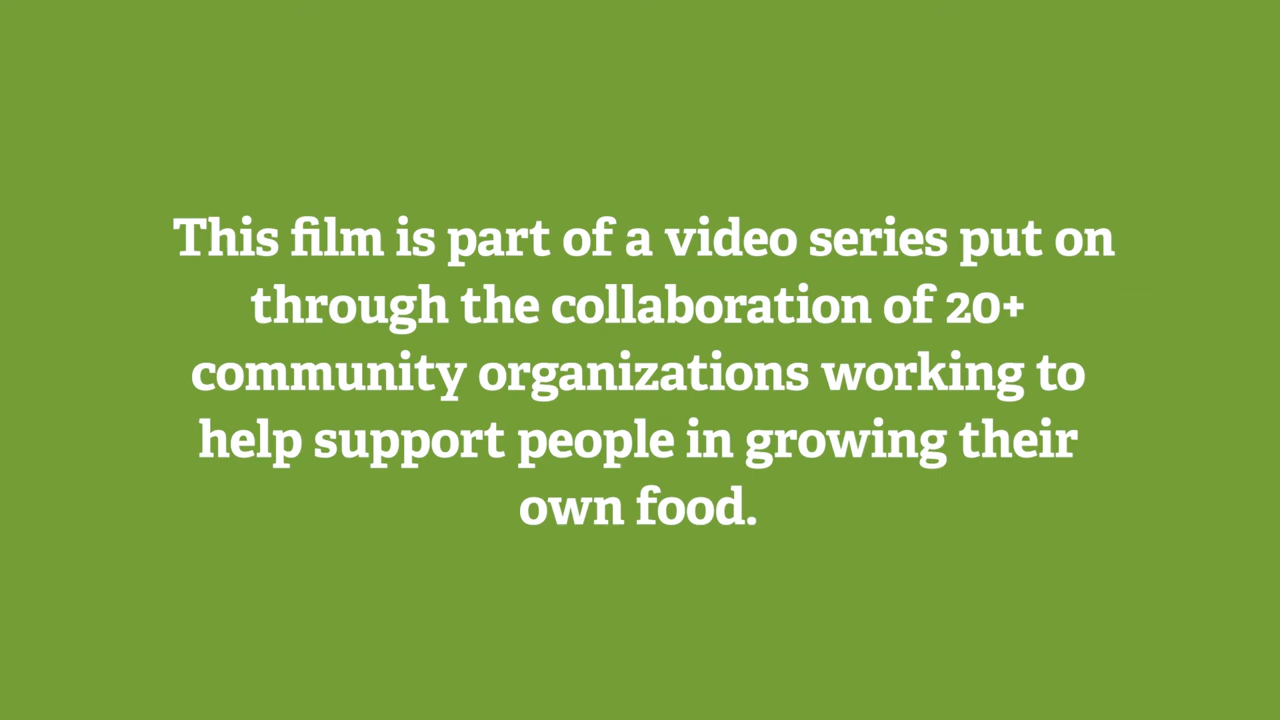 This film is part of a video series put on
through the collaboration of 20+
community organizations working to
help support people in growing their
own food.